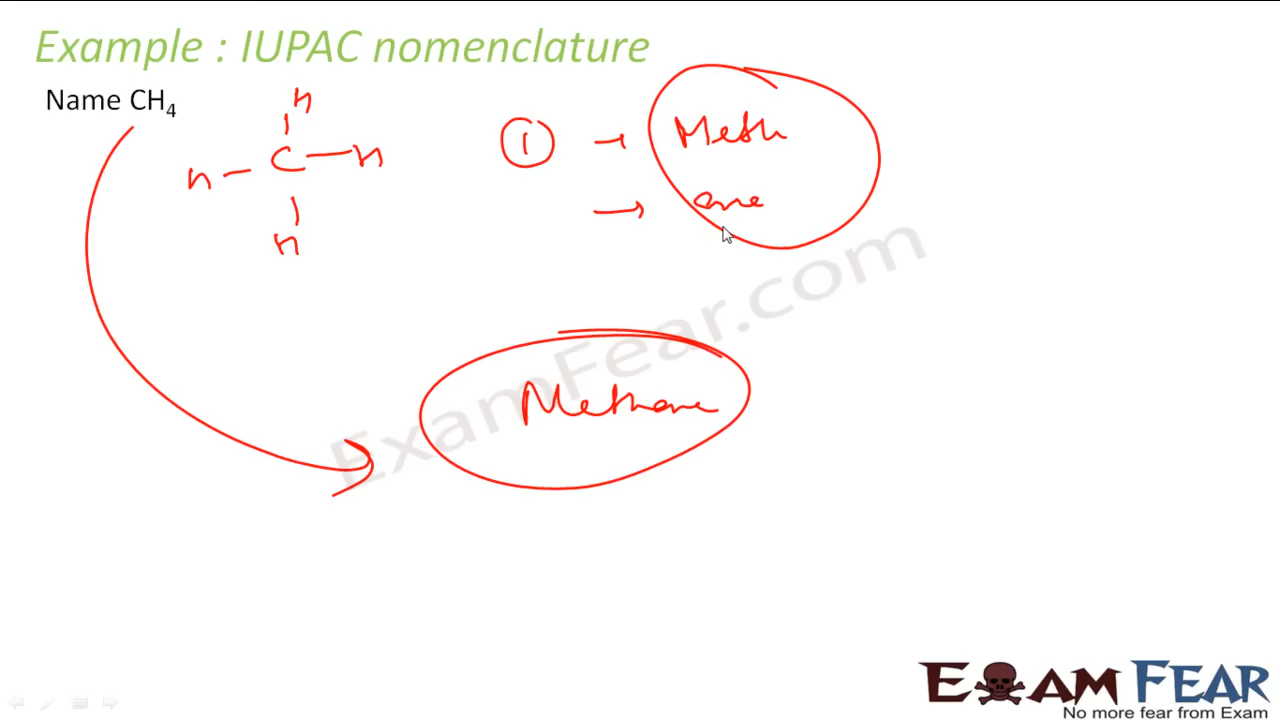 Example : IUPAC nomenclature
Name CH₄
H
H - C - H
H
① → Meth
→ ane
Methane
ExamFear.com
EXAM FEAR
No more fear from Exam